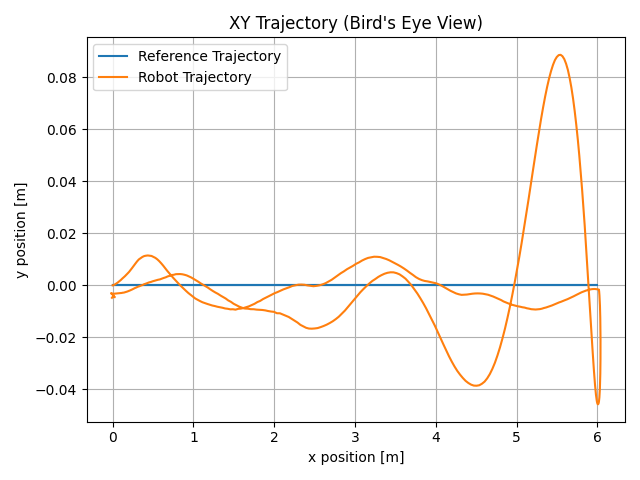 XY Trajectory (Bird's Eye View)
Reference Trajectory
Robot Trajectory
y position [m]
0.08
0.06
0.04
0.02
0.00
−0.02
−0.04
0 1 2 3 4 5 6
x position [m]